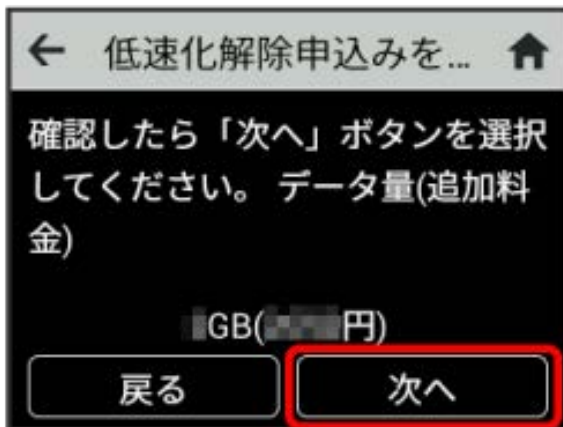 低速化解除申込みを...
確認したら「次へ」ボタンを選択
してください。 データ量(追加料
金)
GB( 円)
戻る
次へ